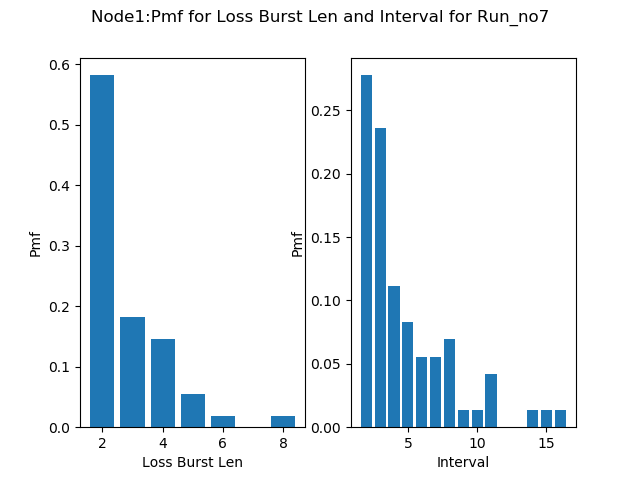 Node1:Pmf for Loss Burst Len and Interval for Run_no7
0.6
0.5
0.4
0.3
0.2
0.1
0.0
Pmf
2 4 6 8
Loss Burst Len
0.25
0.20
0.15
0.10
0.05
0.00
Pmf
5 10 15
Interval